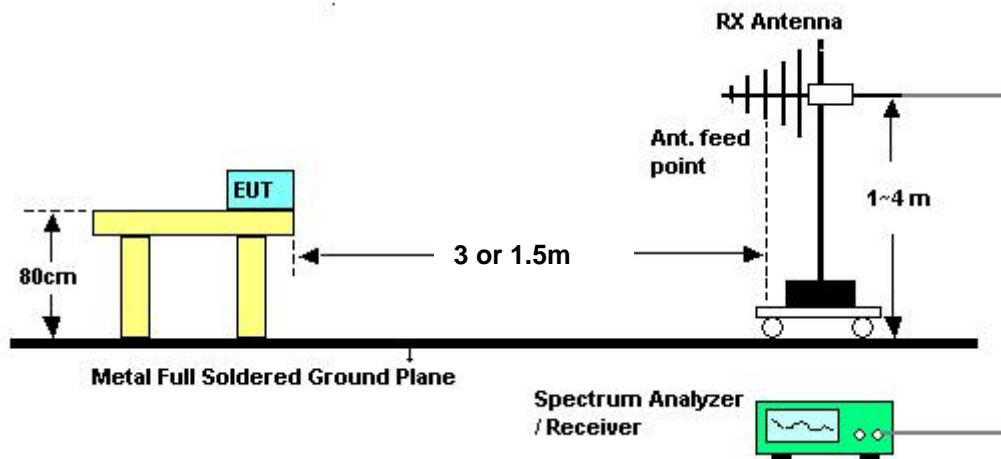 RX Antenna
Ant. feed
point
EUT
1~4 m
3 or 1.5m
80cm
Metal Full Soldered Ground Plane
Spectrum Analyzer
/ Receiver